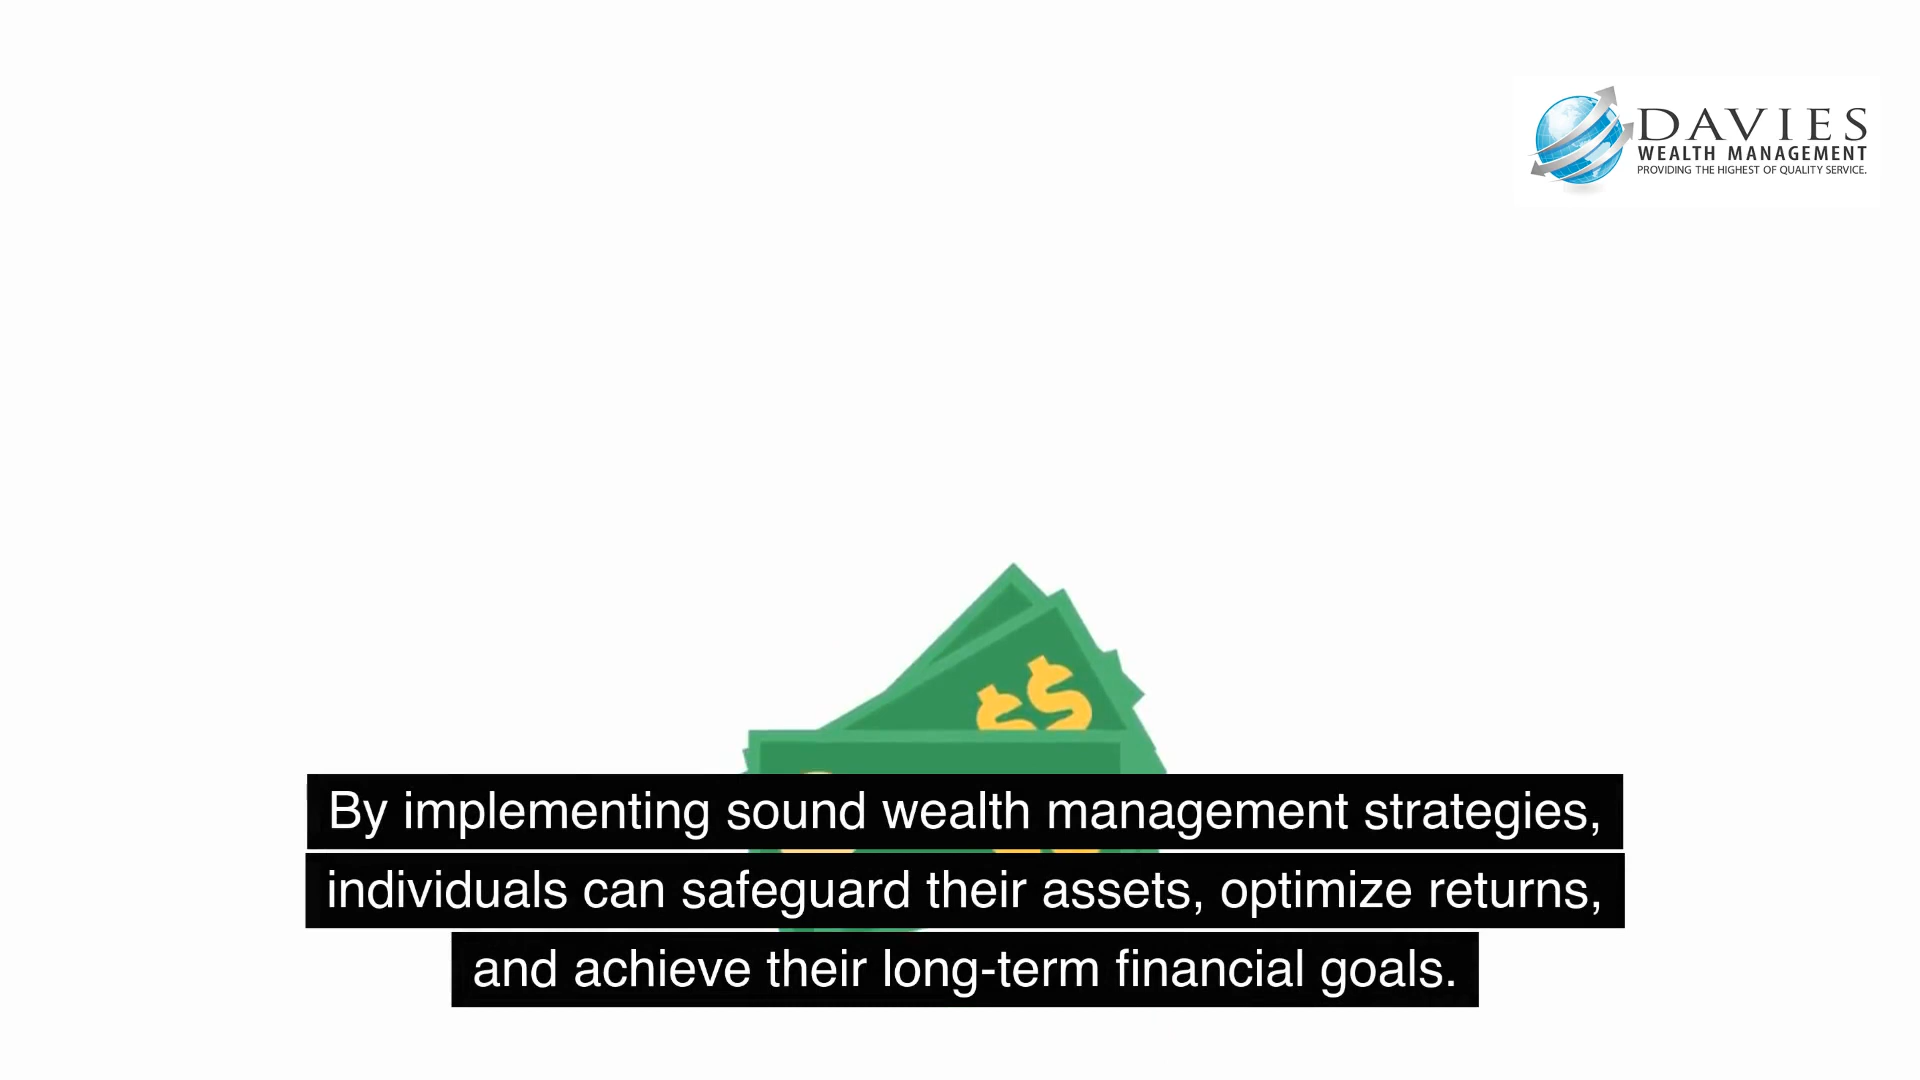 DAVIES
WEALTH MANAGEMENT
PROVIDING THE HIGHEST OF QUALITY SERVICE.
$$
By implementing sound wealth management strategies,
individuals can safeguard their assets, optimize returns,
and achieve their long-term financial goals.